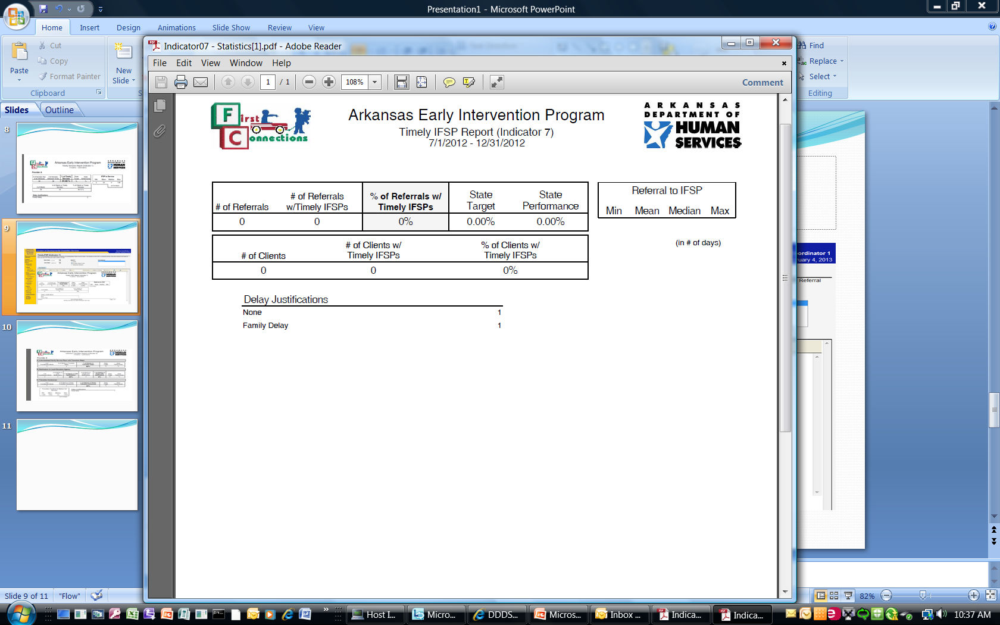 Presentation1 - Microsoft PowerPoint
Home Insert Design Animations Slide Show Review View
Cut
Copy
Format Painter
Paste
Clipboard
New
Slide
Find
Replace
Select
Editing
Slides Outline
8
9
10
11
Indicator07 - Statistics[1].pdf - Adobe Reader
File Edit View Window Help
1 / 1 108% Comment
First
Connections
Arkansas Early Intervention Program
Timely IFSP Report (Indicator 7)
7/1/2012 - 12/31/2012
ARKANSAS
DEPARTMENT OF
HUMAN
SERVICES
# of Referrals
# of Referrals
w/Timely IFSPs
% of Referrals w/
Timely IFSPs
State
Target
State
Performance
0 0 0% 0.00% 0.00%
Referral to IFSP
Min Mean Median Max
(in # of days)
# of Clients
# of Clients w/
Timely IFSPs
% of Clients w/
Timely IFSPs
0 0 0%
Delay Justifications
None 1
Family Delay 1
oordinator 1
uary 4, 2013
Referral
Slide 9 of 11 "Flow" 82%
Host I... Micro... DDDS... Micros... Inbox ... Indica... Indica... 10:37 AM